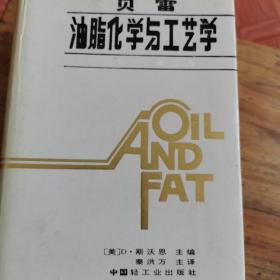 贝雷
油脂化学与工艺学
OIL
AND
FAT
[美]D·斯沃恩 主编
秦洪万 主译
中国轻工业出版社